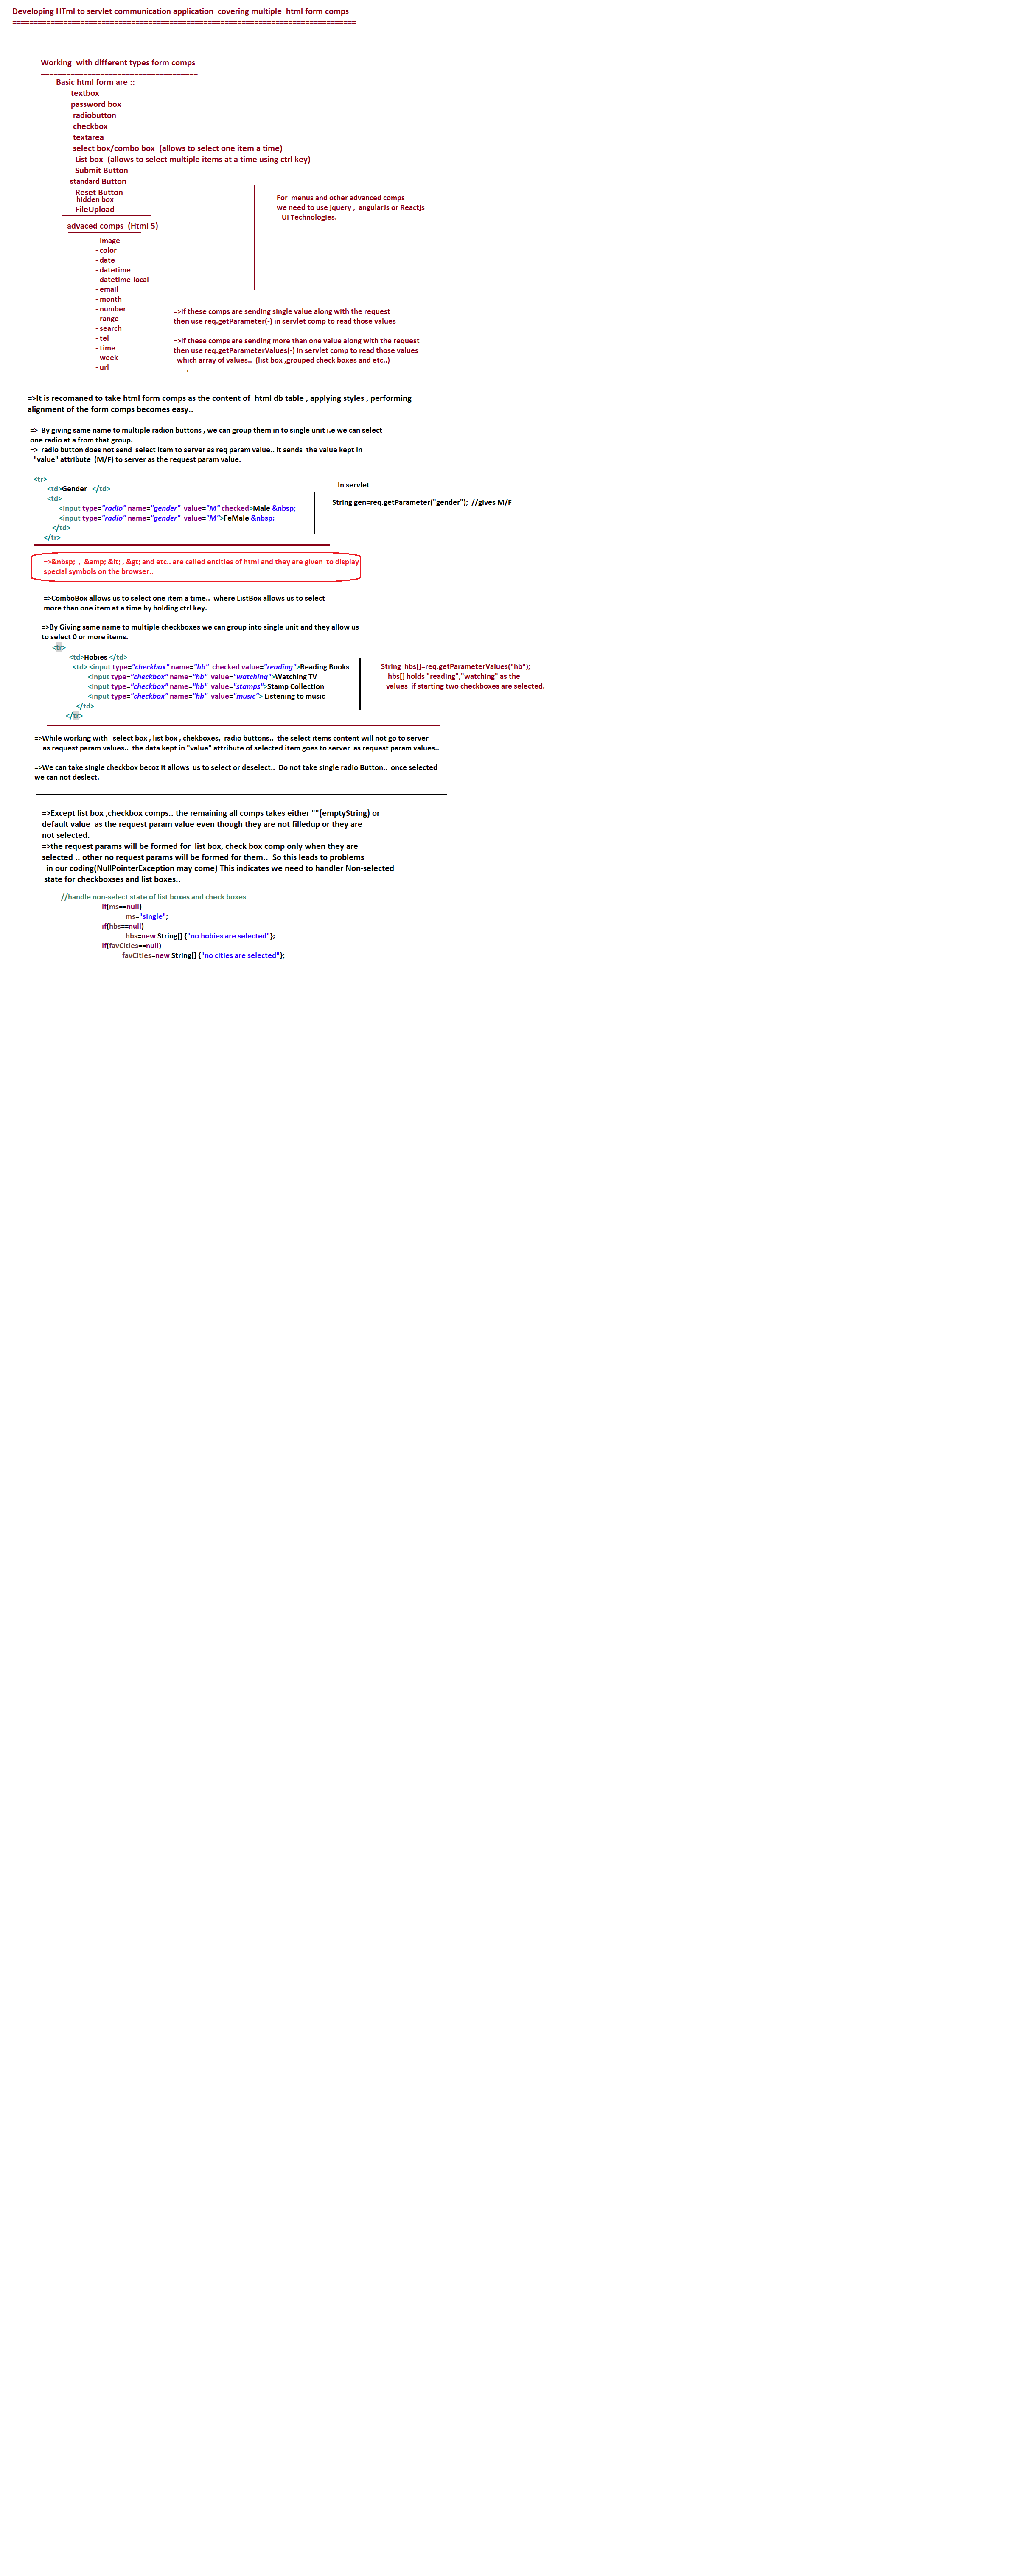 Developing HTml to servlet communication application  covering multiple  html form comps
=================================================================================
Working  with different types form comps
=====================================
Basic html form are ::
textbox
password box
radiobutton
checkbox
textarea
select box/combo box  (allows to select one item a time)
List box  (allows to select multiple items at a time using ctrl key)
Submit Button
standard Button
Reset Button
hidden box
FileUpload
For  menus and other advanced comps
we need to use jquery ,  angularJs or Reactjs
UI Technologies.
advaced comps  (Html 5)
- image
- color
- date
- datetime
- datetime-local
- email
- month
- number
- range
- search
- tel
- time
- week
- url
=>if these comps are sending single value along with the request
then use req.getParameter(-) in servlet comp to read those values
=>if these comps are sending more than one value along with the request
then use req.getParameterValues(-) in servlet comp to read those values
which array of values..  (list box ,grouped check boxes and etc..)
.
=>It is recomaned to take html form comps as the content of  html db table , applying styles , performing
alignment of the form comps becomes easy..
=>  By giving same name to multiple radion buttons , we can group them in to single unit i.e we can select
one radio at a from that group.
=>  radio button does not send  select item to server as req param value.. it sends  the value kept in
"value" attribute  (M/F) to server as the request param value.
<tr>
<td>Gender   </td>
<td>
<input type="radio" name="gender"  value="M" checked>Male &nbsp;
<input type="radio" name="gender"  value="M">FeMale &nbsp;
</td>
</tr>
In servlet
String gen=req.getParameter("gender");  //gives M/F
=>&nbsp;  ,  &amp; &lt; , &gt; and etc.. are called entities of html and they are given  to display
special symbols on the browser..
=>ComboBox allows us to select one item a time..  where ListBox allows us to select
more than one item at a time by holding ctrl key.
=>By Giving same name to multiple checkboxes we can group into single unit and they allow us
to select 0 or more items.
<tr>
<td>Hobies </td>
<td> <input type="checkbox" name="hb"  checked value="reading">Reading Books
<input type="checkbox" name="hb"  value="watching">Watching TV
<input type="checkbox" name="hb"  value="stamps">Stamp Collection
<input type="checkbox" name="hb"  value="music"> Listening to music
</td>
</tr>
String  hbs[]=req.getParameterValues("hb");
hbs[] holds "reading","watching" as the
values  if starting two checkboxes are selected.
=>While working with   select box , list box , chekboxes,  radio buttons..  the select items content will not go to server
as request param values..  the data kept in "value" attribute of selected item goes to server  as request param values..
=>We can take single checkbox becoz it allows  us to select or deselect..  Do not take single radio Button..  once selected
we can not deslect.
=>Except list box ,checkbox comps.. the remaining all comps takes either ""(emptyString) or
default value  as the request param value even though they are not filledup or they are
not selected.
=>the request params will be formed for  list box, check box comp only when they are
selected .. other no request params will be formed for them..  So this leads to problems
in our coding(NullPointerException may come) This indicates we need to handler Non-selected
state for checkboxses and list boxes..
//handle non-select state of list boxes and check boxes
if(ms==null)
ms="single";
if(hbs==null)
hbs=new String[] {"no hobies are selected"};
if(favCities==null)
favCities=new String[] {"no cities are selected"};